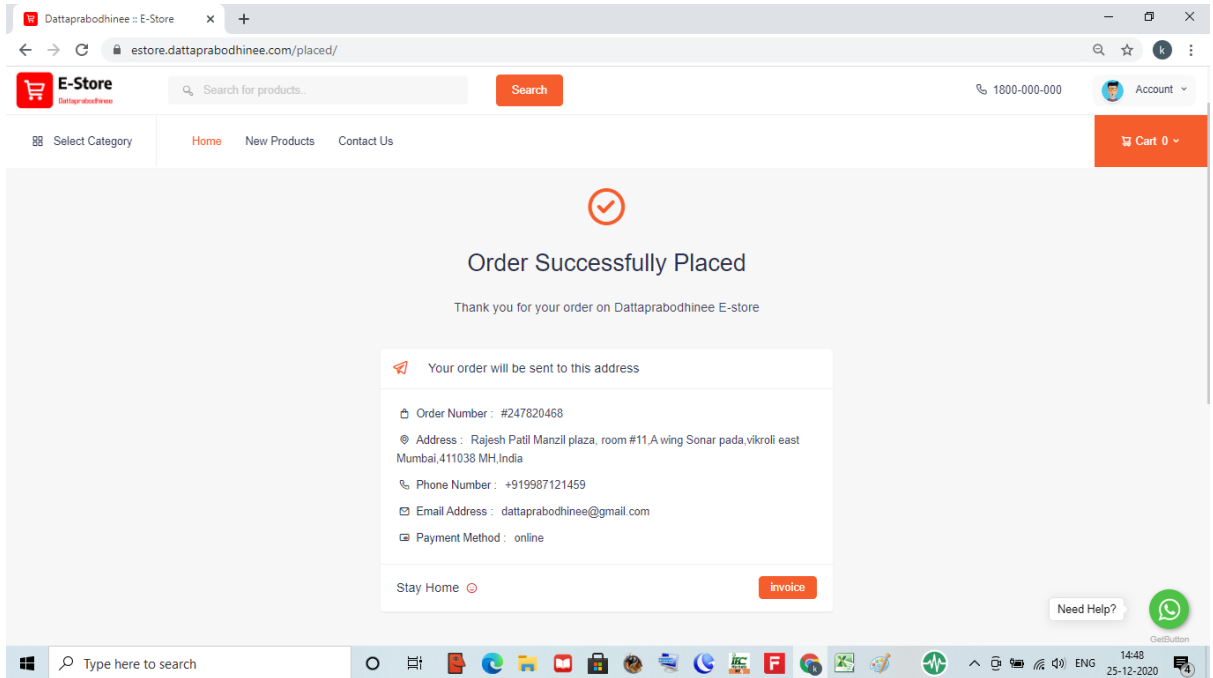 Dattaprabodhinee :: E-Store
estore.dattaprabodhinee.com/placed/
k
E-Store
Dattaprabodhinee
Search for products..
Search
1800-000-000
Account
Select Category
Home
New Products
Contact Us
Cart 0
Order Successfully Placed
Thank you for your order on Dattaprabodhinee E-store
Your order will be sent to this address
Order Number : #247820468
Address : Rajesh Patil Manzil plaza, room #11,A wing Sonar pada,vikroli east
Mumbai,411038 MH,India
Phone Number : +919987121459
Email Address : dattaprabodhinee@gmail.com
Payment Method : online
Stay Home
invoice
Need Help?
GetButton
Type here to search
ENG
14:48
25-12-2020
4